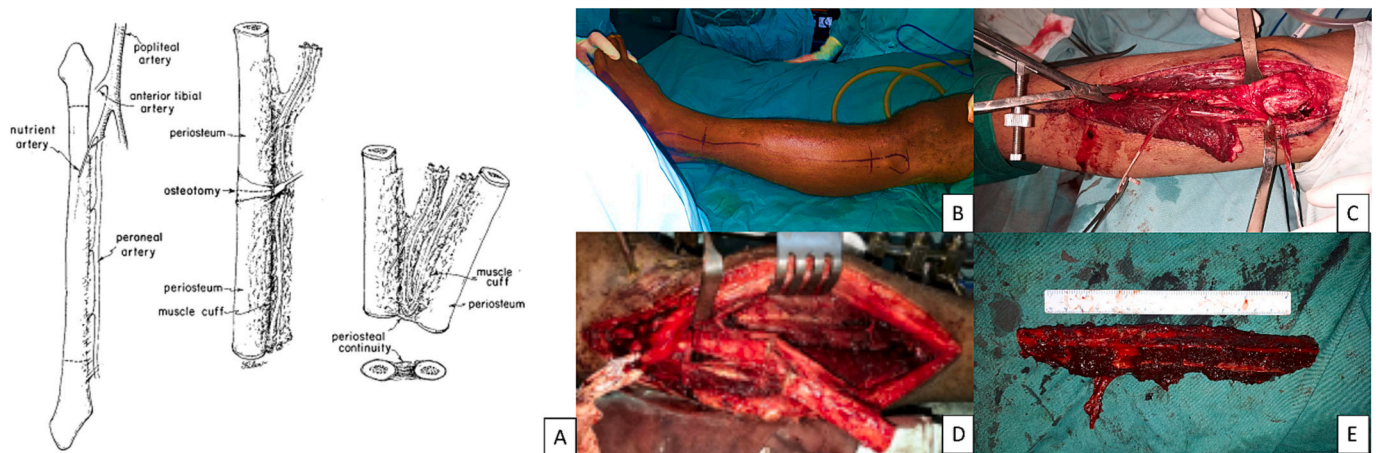 popliteal
artery
anterior tibial
artery
nutrient
artery
peroneal
artery
periosteum
osteotomy
periosteum
muscle cuff
muscle
cuff
periosteum
periosteal
continuity
A
B
C
D
E